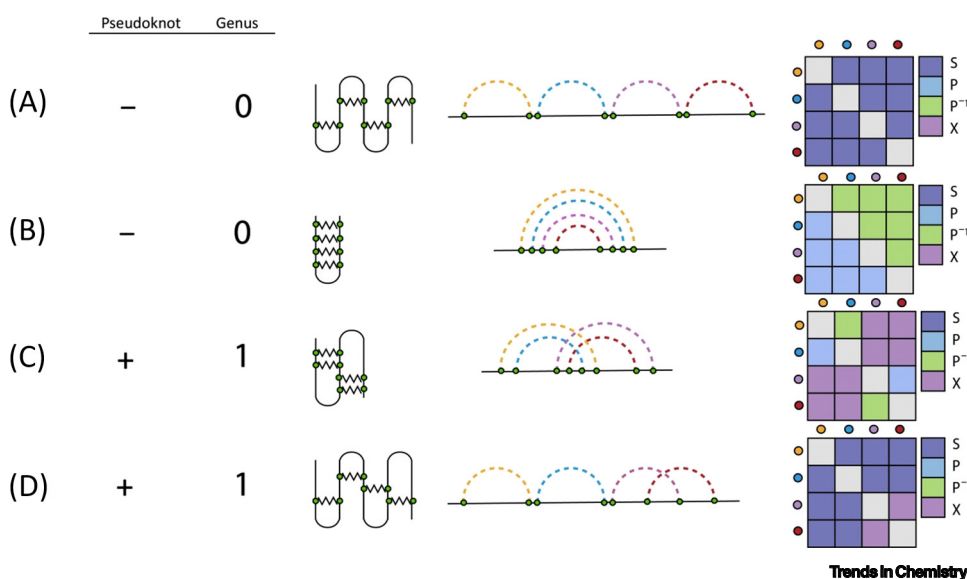 Pseudoknot Genus
(A) − 0
S
P
P⁻¹
X
(B) − 0
S
P
P⁻¹
X
(C) + 1
S
P
P⁻
X
(D) + 1
S
P
P⁻
X
Trends in Chemistry